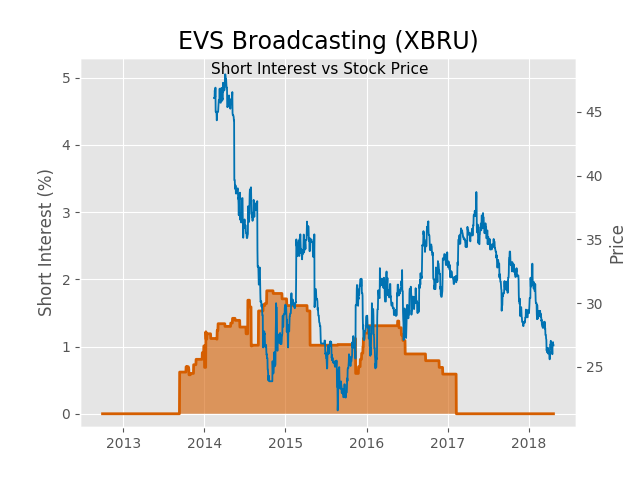 EVS Broadcasting (XBRU)
Short Interest vs Stock Price
5
4
3
2
1
0
45
40
35
30
25
Short Interest (%)
Price
2013 2014 2015 2016 2017 2018